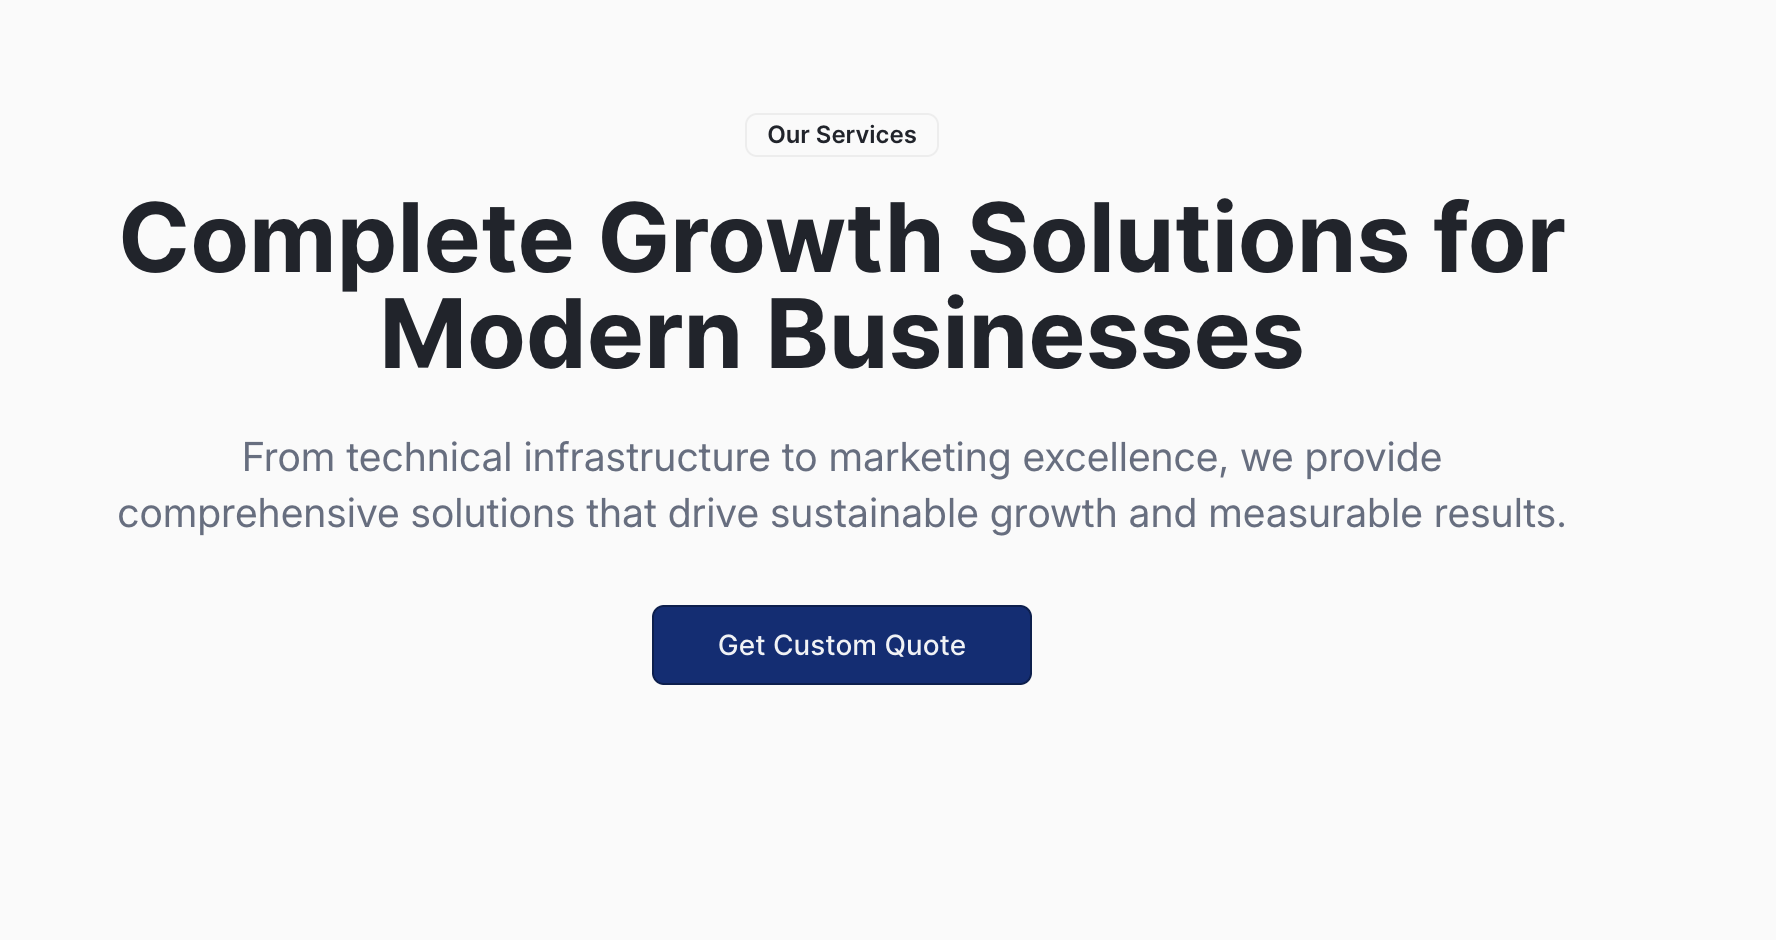 Our Services
Complete Growth Solutions for
Modern Businesses
From technical infrastructure to marketing excellence, we provide
comprehensive solutions that drive sustainable growth and measurable results.
Get Custom Quote